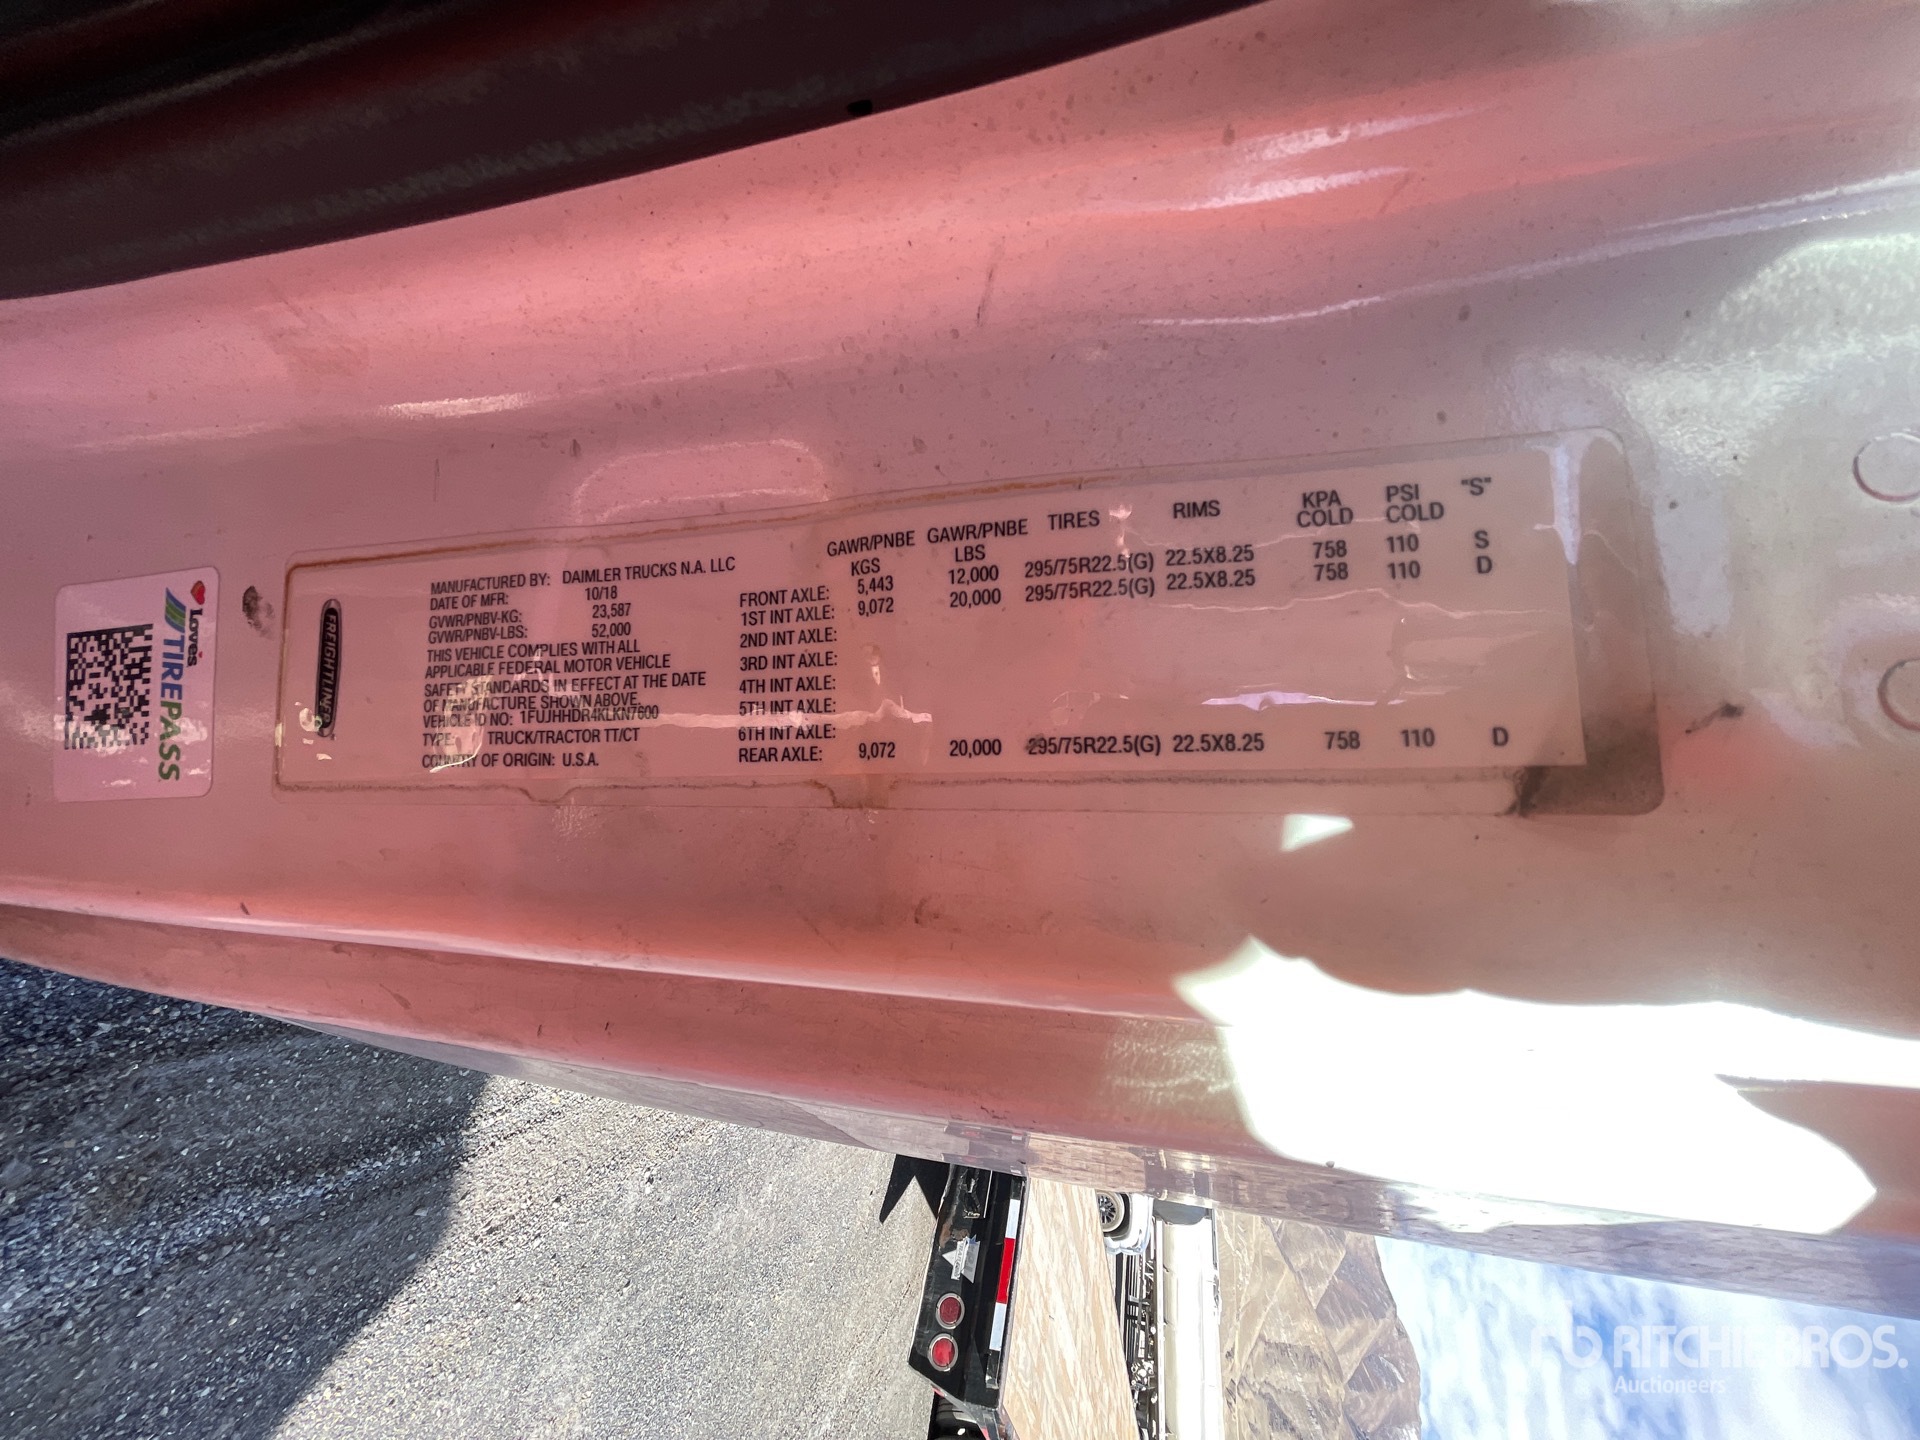 Love's
TIREPASS
FREIGHTLINER
MANUFACTURED BY: DAIMLER TRUCKS N.A. LLC
DATE OF MFR: 10/18
GVWR/PNBV-KG: 23,587
GVWR/PNBV-LBS: 52,000
THIS VEHICLE COMPLIES WITH ALL
APPLICABLE FEDERAL MOTOR VEHICLE
SAFETY STANDARDS IN EFFECT AT THE DATE
OF MANUFACTURE SHOWN ABOVE.
VEHICLE ID NO: 1FUJHHDR4KLKN7600
TYPE: TRUCK/TRACTOR TT/CT
COUNTRY OF ORIGIN: U.S.A.
GAWR/PNBE KGS GAWR/PNBE LBS TIRES RIMS KPA COLD PSI COLD "S"
FRONT AXLE: 5,443 12,000 295/75R22.5(G) 22.5X8.25 758 110 S
1ST INT AXLE: 9,072 20,000 295/75R22.5(G) 22.5X8.25 758 110 D
2ND INT AXLE:
3RD INT AXLE:
4TH INT AXLE:
5TH INT AXLE:
6TH INT AXLE:
REAR AXLE: 9,072 20,000 295/75R22.5(G) 22.5X8.25 758 110 D
RITCHIE BROS.
Auctioneers